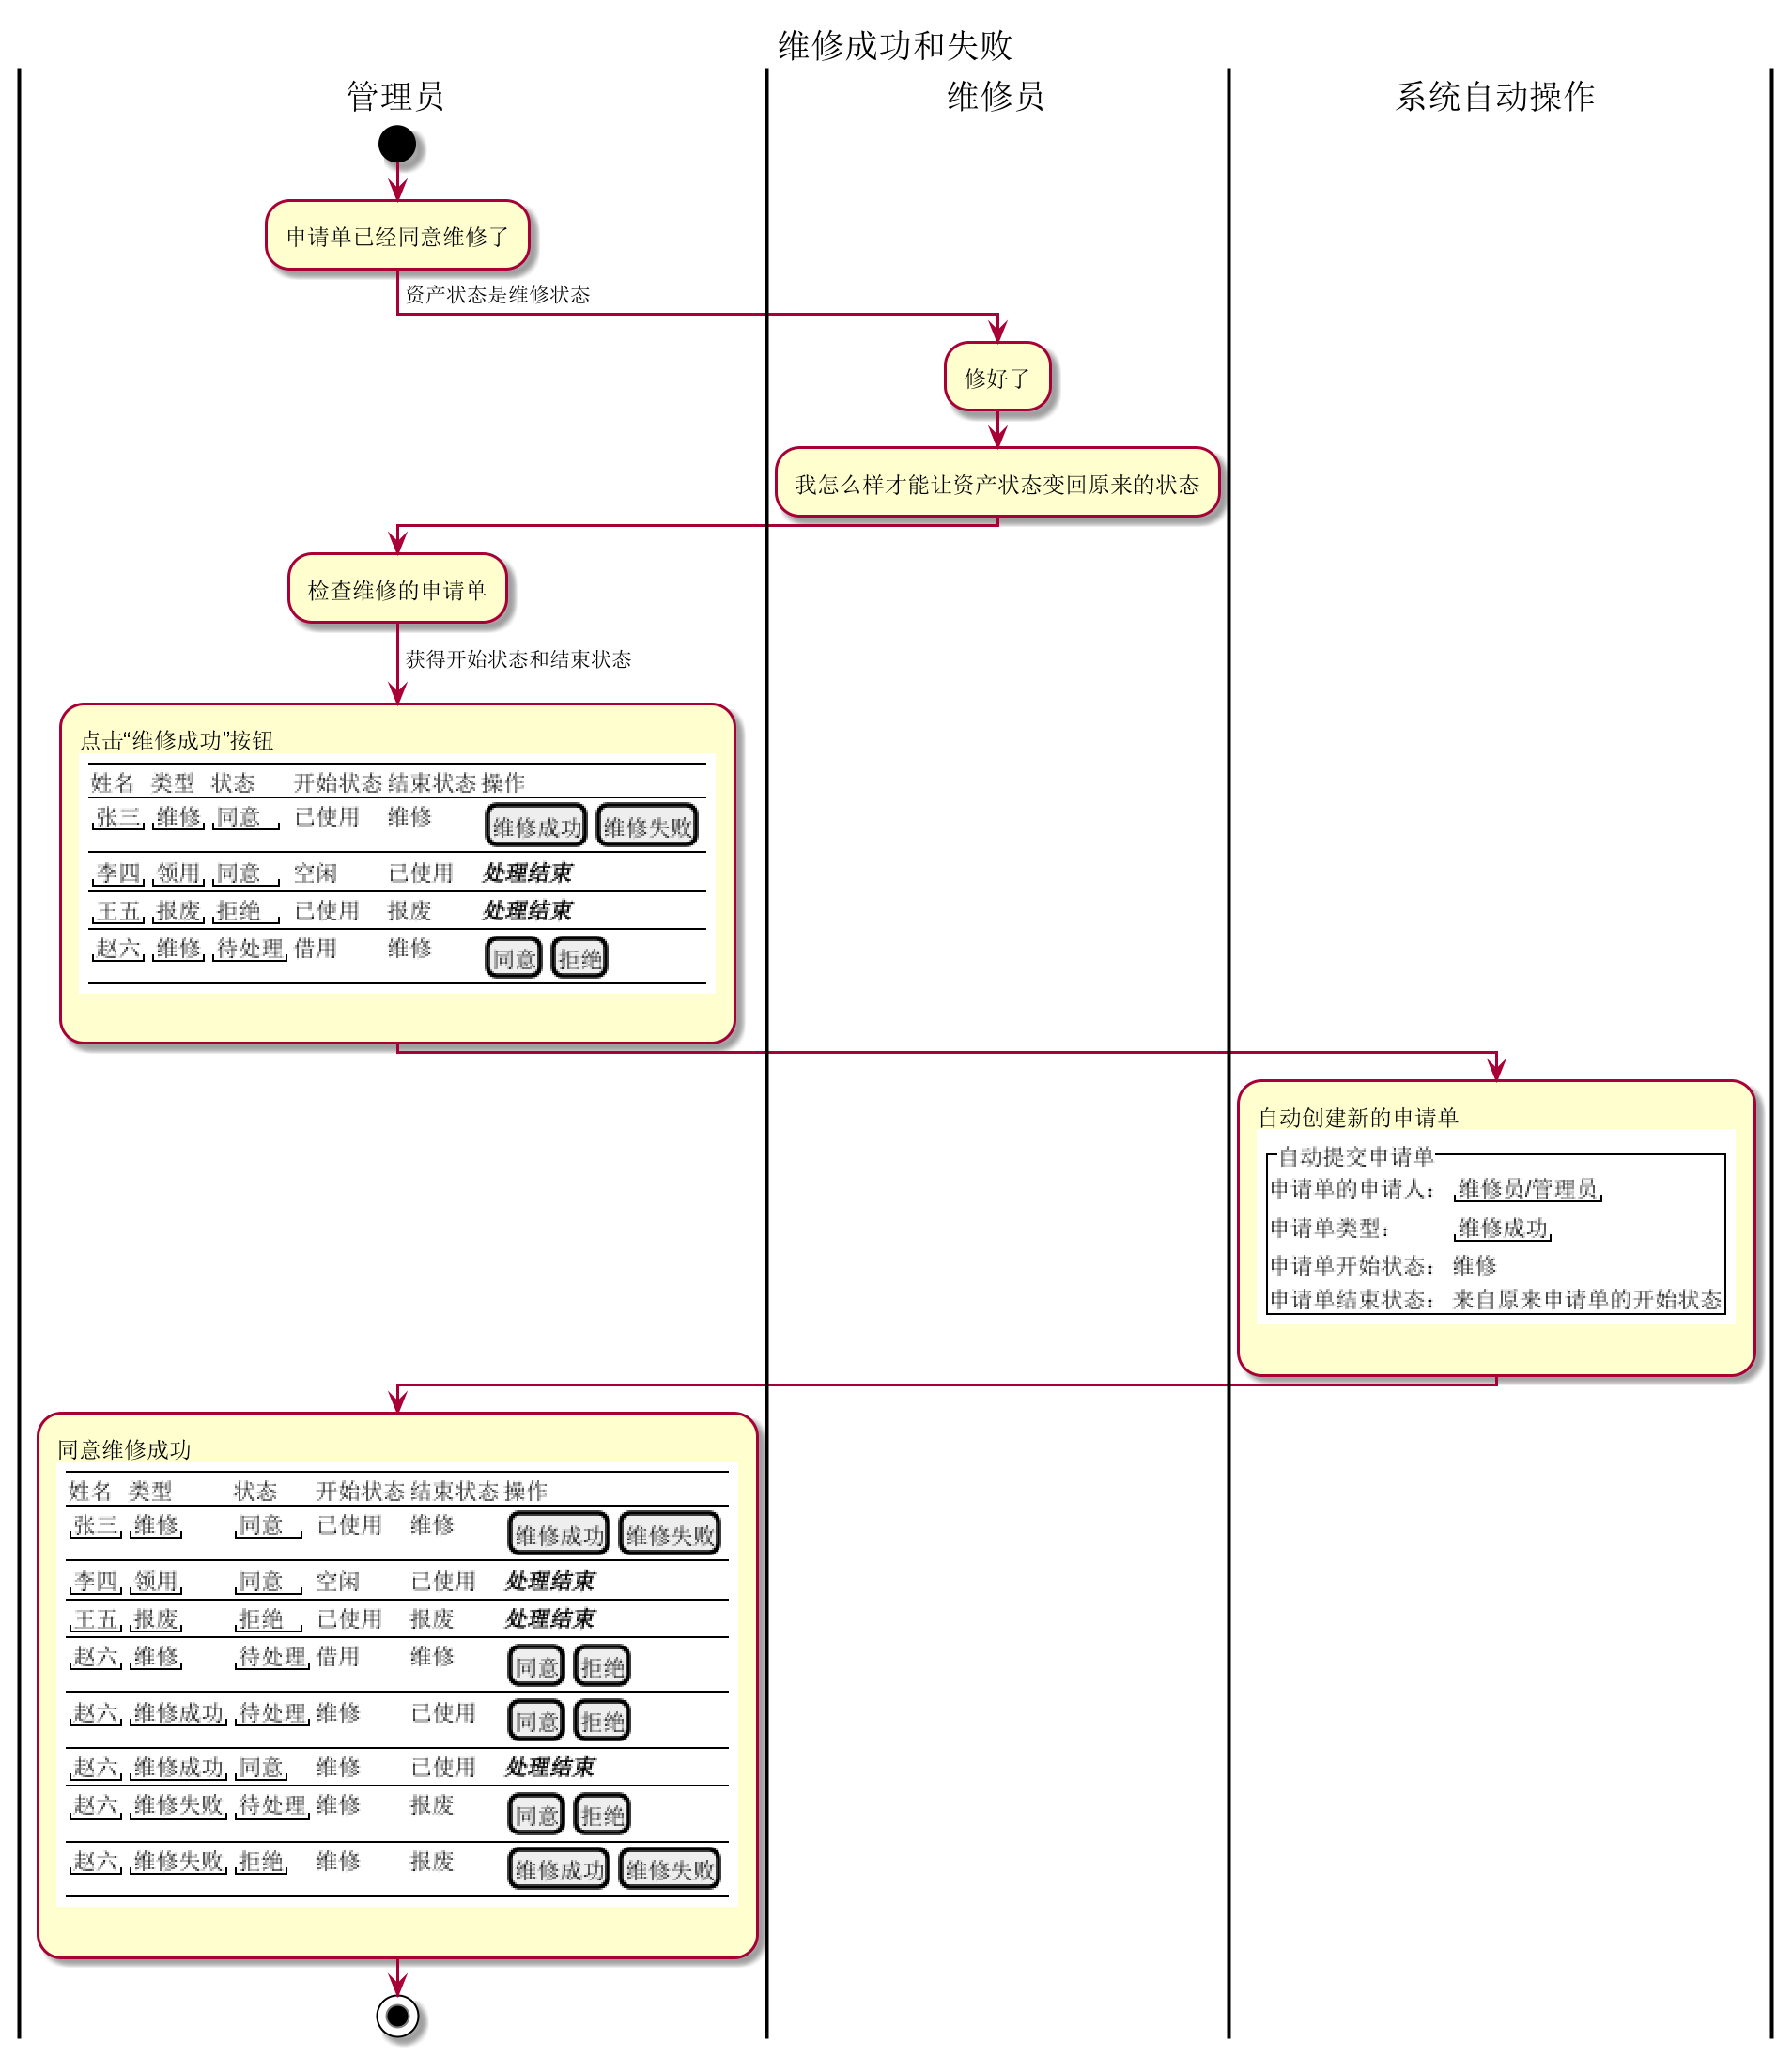 维修成功和失败
管理员 维修员 系统自动操作
申请单已经同意维修了
资产状态是维修状态
修好了
我怎么样才能让资产状态变回原来的状态
检查维修的申请单
获得开始状态和结束状态
点击“维修成功”按钮
姓名 类型 状态 开始状态 结束状态 操作
张三 维修 同意 已使用 维修 维修成功 维修失败
李四 领用 同意 空闲 已使用 处理结束
王五 报废 拒绝 已使用 报废 处理结束
赵六 维修 待处理 借用 维修 同意 拒绝
自动创建新的申请单
自动提交申请单
申请单的申请人： 维修员/管理员
申请单类型： 维修成功
申请单开始状态： 维修
申请单结束状态： 来自原来申请单的开始状态
同意维修成功
姓名 类型 状态 开始状态 结束状态 操作
张三 维修 同意 已使用 维修 维修成功 维修失败
李四 领用 同意 空闲 已使用 处理结束
王五 报废 拒绝 已使用 报废 处理结束
赵六 维修 待处理 借用 维修 同意 拒绝
赵六 维修成功 待处理 维修 已使用 同意 拒绝
赵六 维修成功 同意 维修 已使用 处理结束
赵六 维修失败 待处理 维修 报废 同意 拒绝
赵六 维修失败 拒绝 维修 报废 维修成功 维修失败